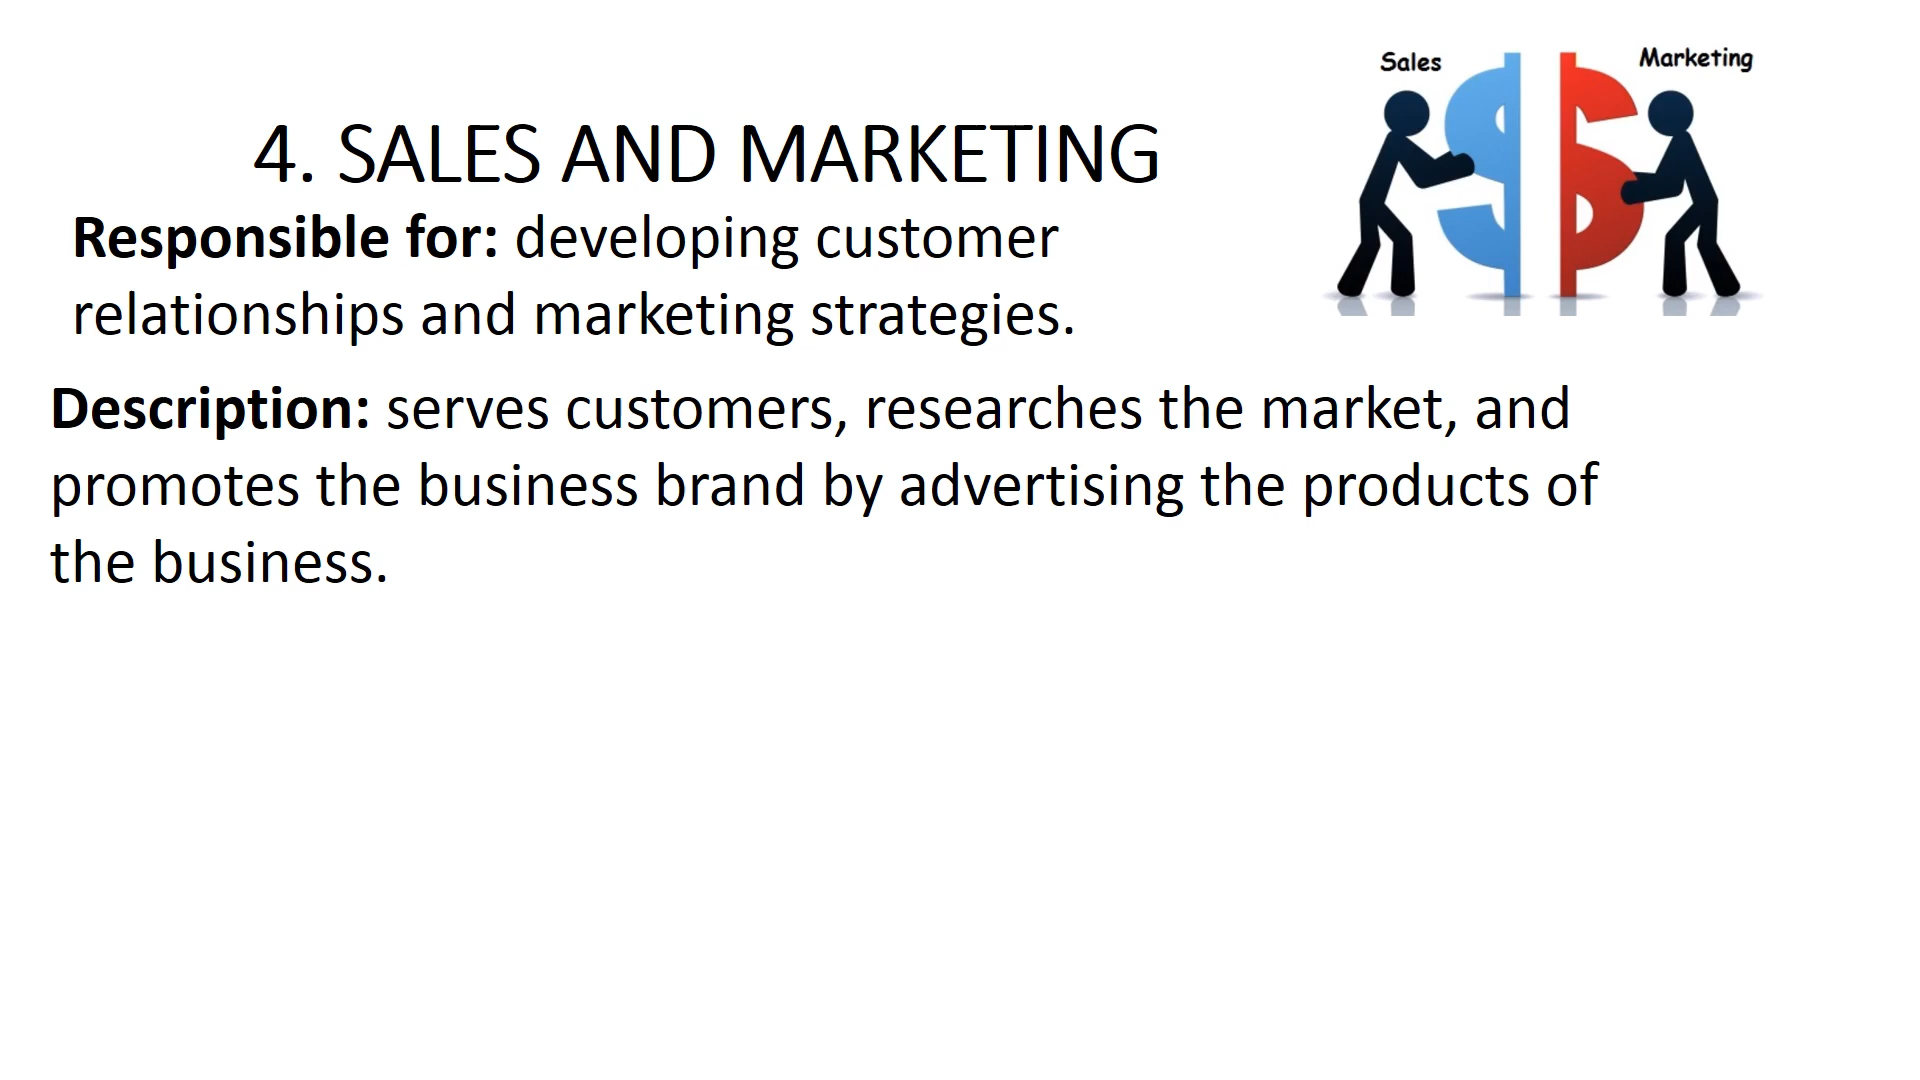 Sales
Marketing
4. SALES AND MARKETING
Responsible for: developing customer
relationships and marketing strategies.
Description: serves customers, researches the market, and
promotes the business brand by advertising the products of
the business.